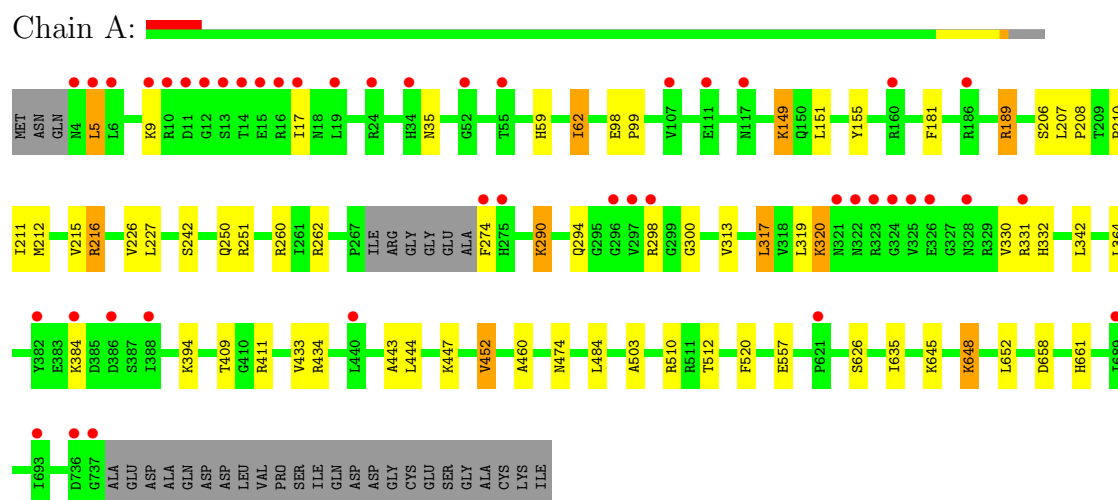 Chain A:
MET ASN GLN N4 L5 L6 K9 R10 D11 G12 S13 T14 E15 R16 I17 N18 L19 R24 H34 N35 G52 T55 H59 I62 E98 P99 V107 E111 N117 K149 Q150 L151 Y155 R160 F181 R186 R189 S206 L207 P208 T209
I211 M212 V215 R216 V226 L227 S242 Q250 R251 R260 I261 R262 P267 ILE ARG GLY GLY GLU ALA F274 H275 K290 Q294 G295 G296 V297 R298 G299 G300 V313 L317 V318 L319 K320 N321 N322 R323 G324 V325 E326 G327 N328 R329 V330 R331 H332 L342 L364
Y382 E383 K384 D385 D386 S387 I388 K394 T409 G410 R411 V433 R434 L440 A443 L444 K447 V452 A460 N474 L484 A503 R510 R511 T512 F520 E557 P621 S626 I635 K645 K648 L652 D658 H661 I689
I693 D736 G737 ALA GLU ASP ALA GLN ASP ASP LEU VAL PRO SER ILE GLN ASP ASP GLY CYS GLU SER GLY ALA CYS LYS ILE